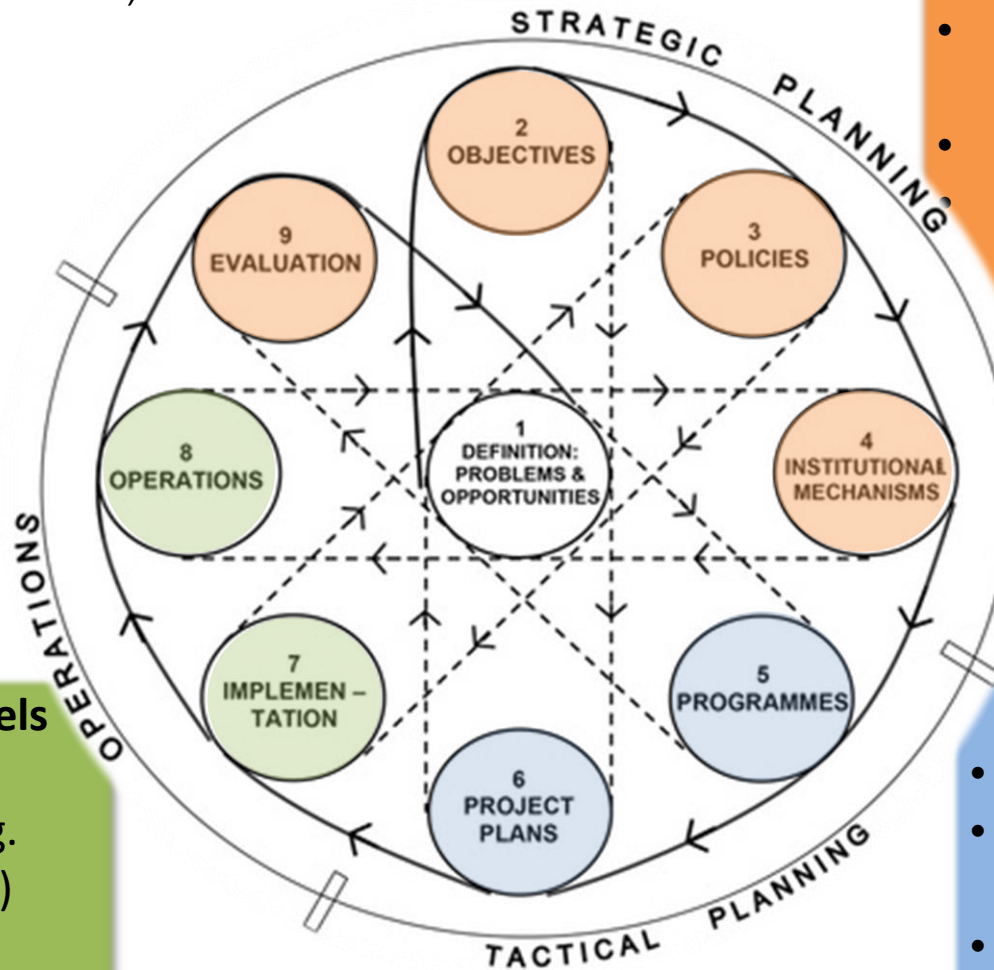 STRATEGIC PLANNING
2
OBJECTIVES
3
POLICIES
9
EVALUATION
1
DEFINITION:
PROBLEMS &
OPPORTUNITIES
4
INSTITUTIONAL
MECHANISMS
8
OPERATIONS
OPERATIONS
7
IMPLEMEN –
TATION
5
PROGRAMMES
6
PROJECT
PLANS
els
g.
)
TACTICAL PLANNING